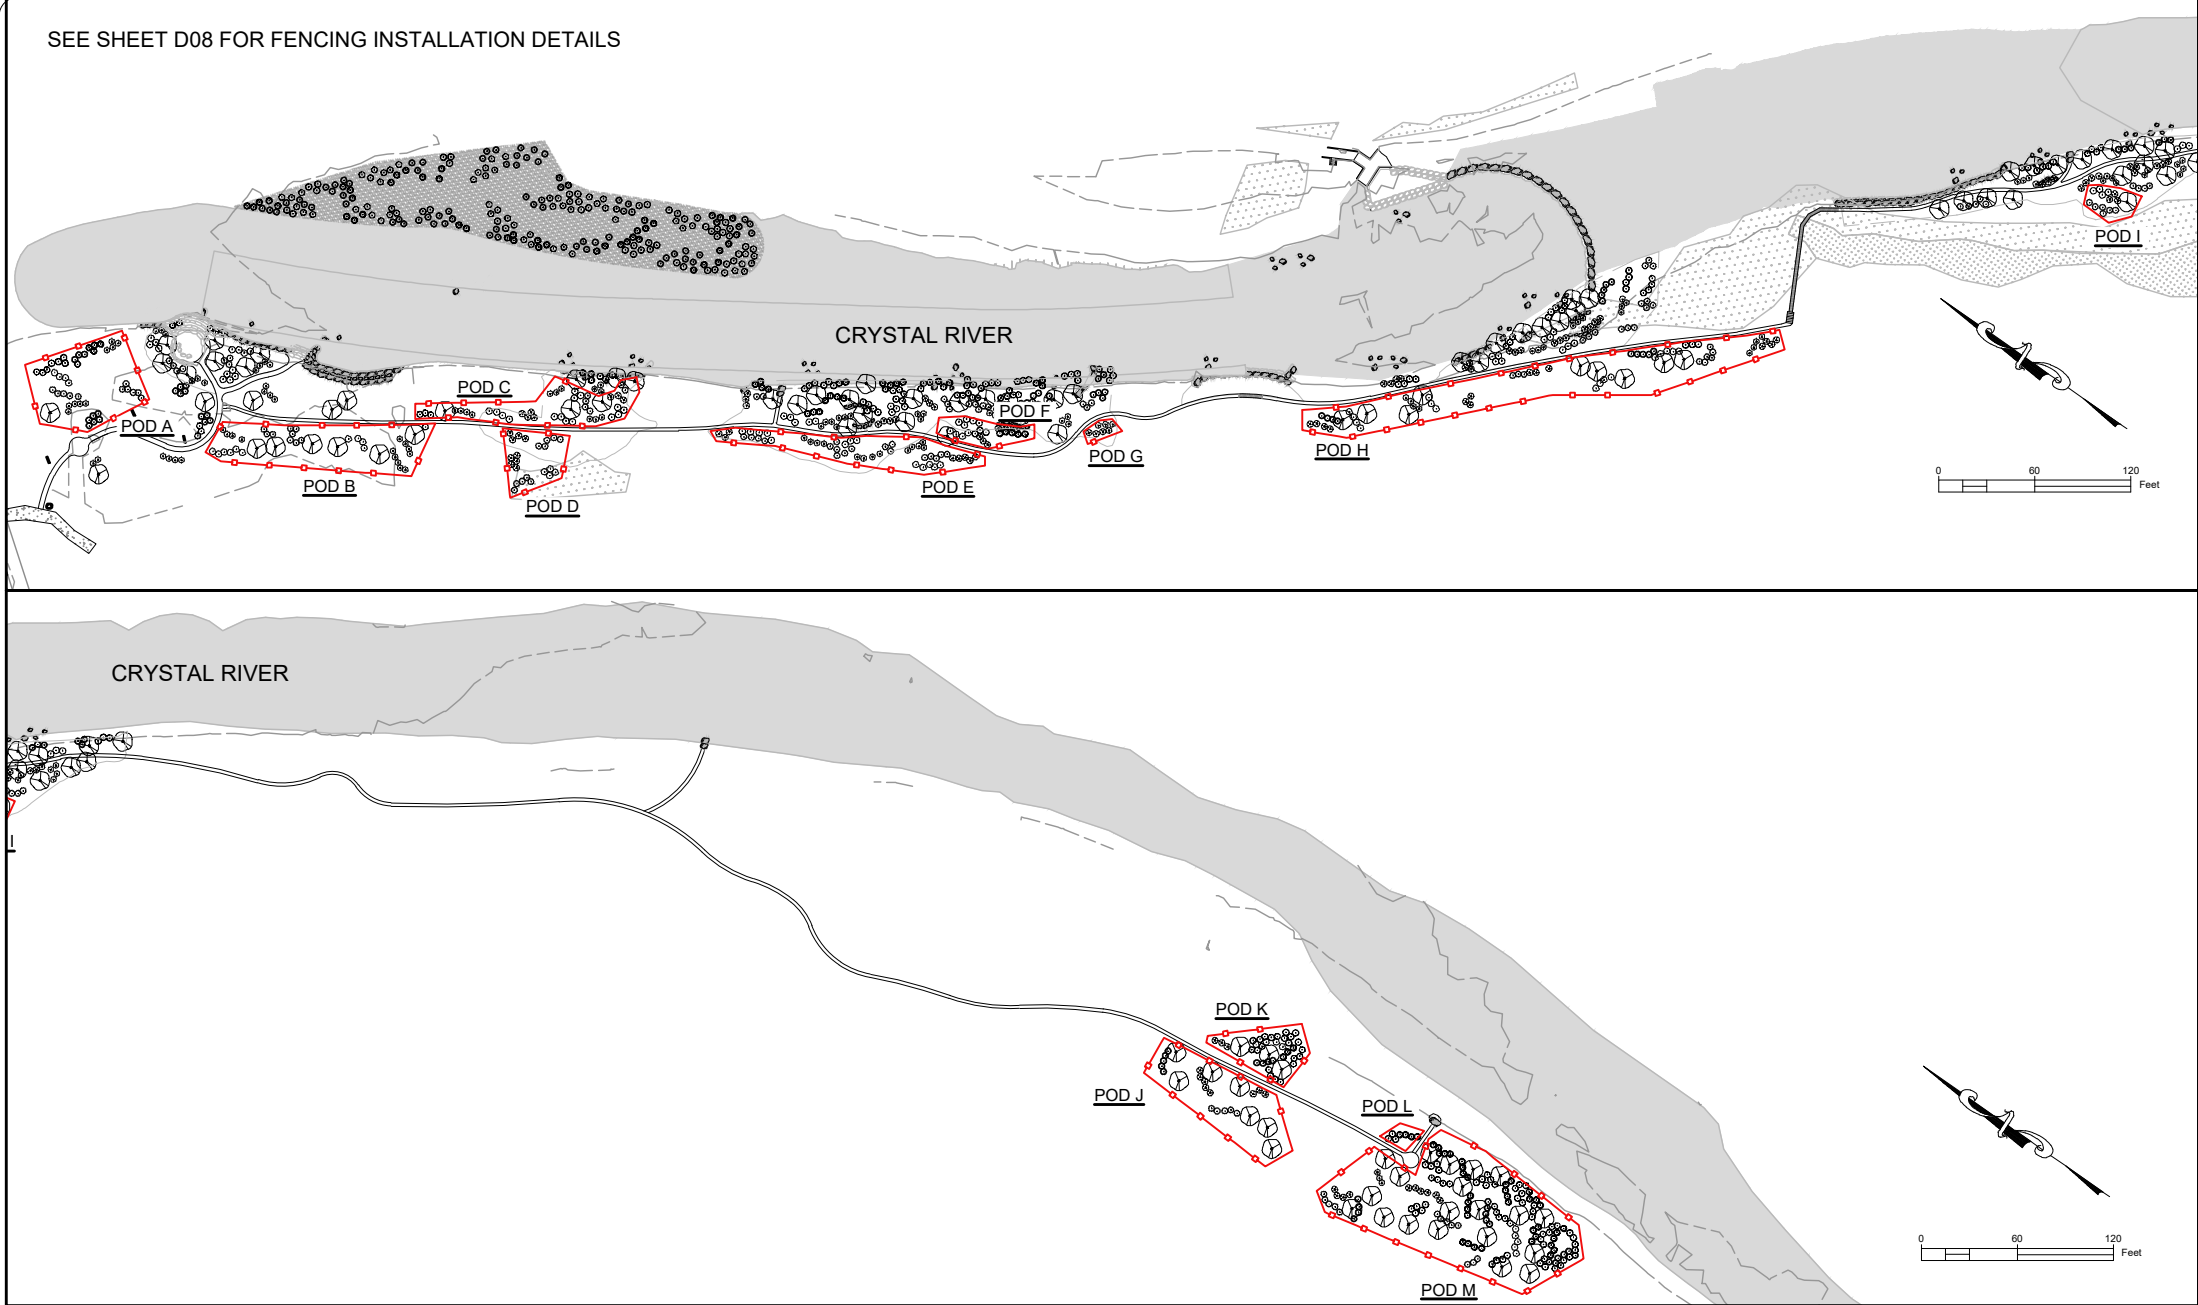 SEE SHEET D08 FOR FENCING INSTALLATION DETAILS
CRYSTAL RIVER
POD A
POD B
POD C
POD D
POD E
POD F
POD G
POD H
POD I
0 60 120
Feet
CRYSTAL RIVER
I
POD J
POD K
POD L
POD M
0 60 120
Feet